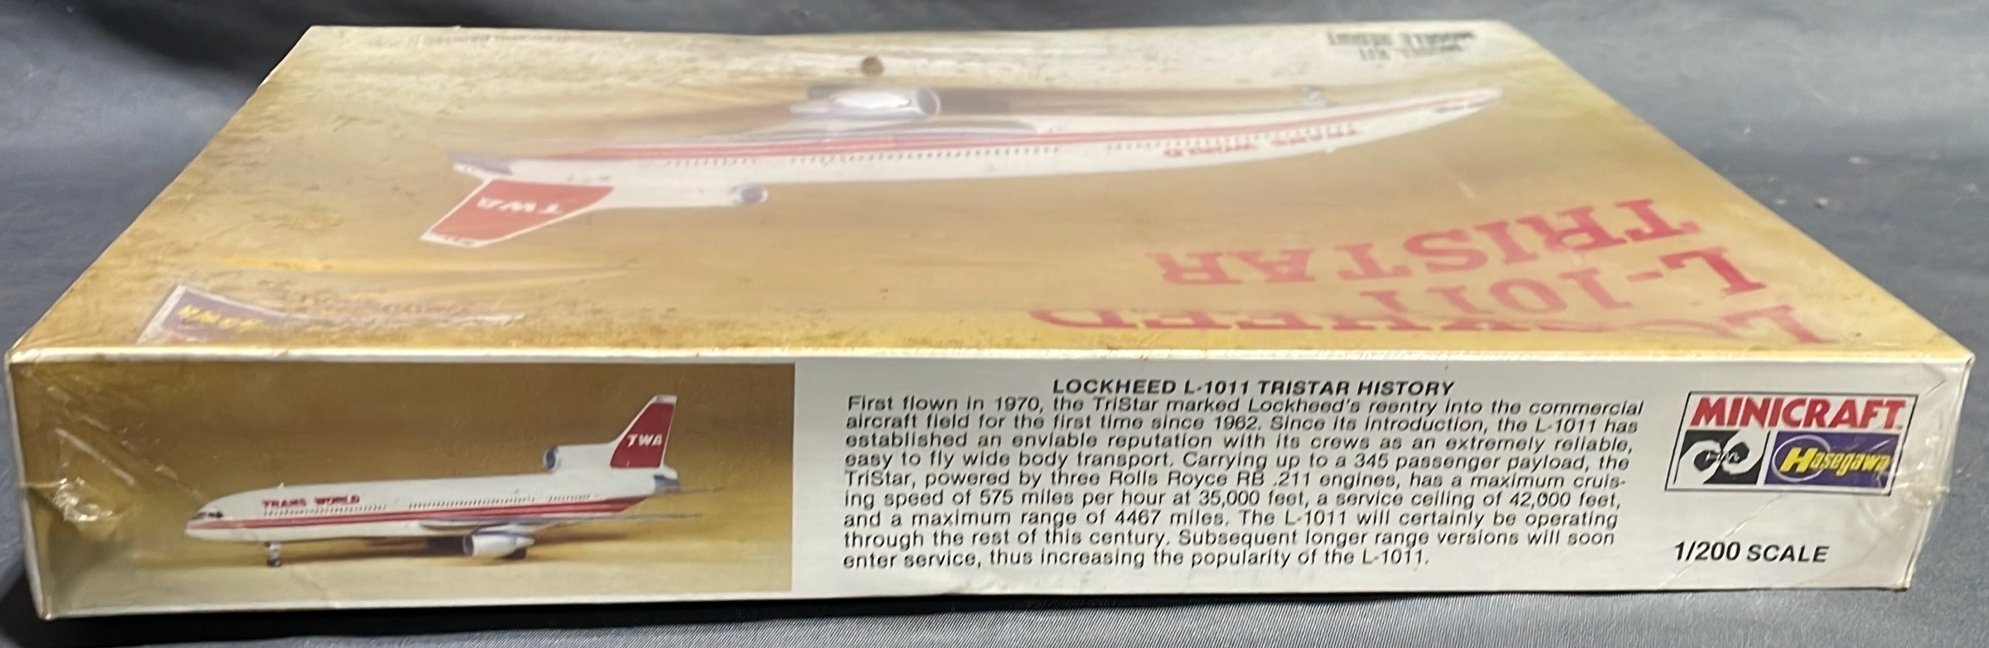 TRANS WORLD
TWA
LOCKHEED
L-1011
TRISTAR
TRANS WORLD
TWA
LOCKHEED L-1011 TRISTAR HISTORY
First flown in 1970, the TriStar marked Lockheed's reentry into the commercial
aircraft field for the first time since 1962. Since its introduction, the L-1011 has
established an enviable reputation with its crews as an extremely reliable,
easy to fly wide body transport. Carrying up to a 345 passenger payload, the
TriStar, powered by three Rolls Royce RB .211 engines, has a maximum cruis-
ing speed of 575 miles per hour at 35,000 feet, a service ceiling of 42,000 feet,
and a maximum range of 4467 miles. The L-1011 will certainly be operating
through the rest of this century. Subsequent longer range versions will soon
enter service, thus increasing the popularity of the L-1011.
MINICRAFT
Hasegawa
1/200 SCALE